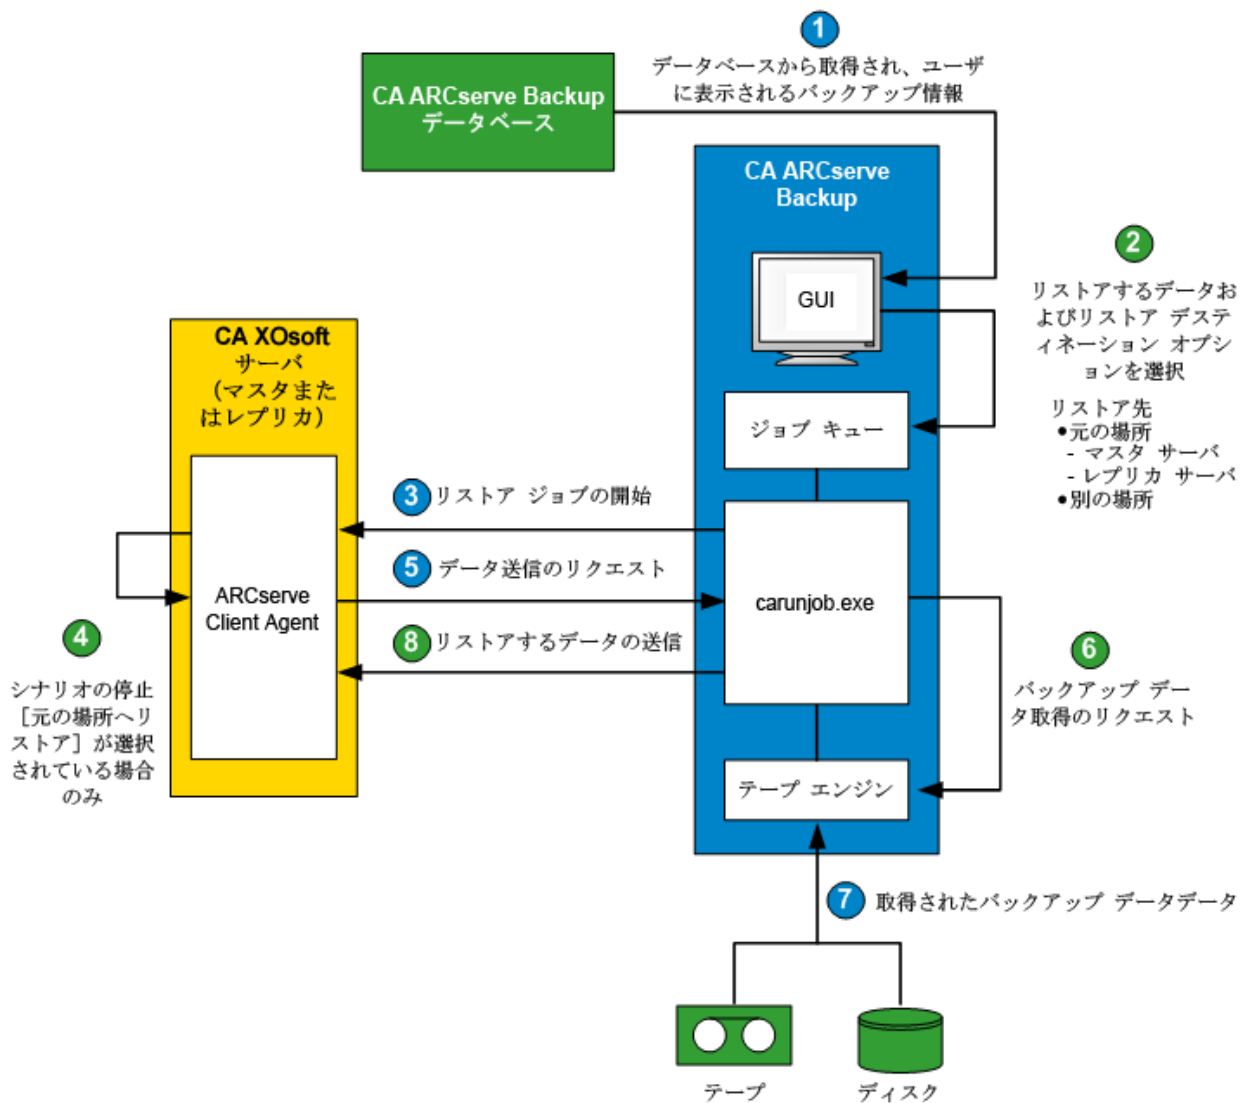 1
データベースから取得され、ユーザ
に表示されるバックアップ情報
CA ARCserve Backup
データベース
CA ARCserve
Backup
GUI
2
リストアするデータお
よびリストア デステ
ィネーション オプシ
ョンを選択
リストア先
●元の場所
- マスタ サーバ
- レプリカ サーバ
●別の場所
ジョブ キュー
CA XOsoft
サーバ
（マスタまた
はレプリカ）
3 リストア ジョブの開始
5 データ送信のリクエスト
ARCserve
Client Agent
carunjob.exe
8 リストアするデータの送信
4
シナリオの停止
［元の場所へリ
ストア］が選択
されている場合
のみ
6
バックアップ デー
タ取得のリクエスト
テープ エンジン
7 取得されたバックアップ データデータ
テープ
ディスク